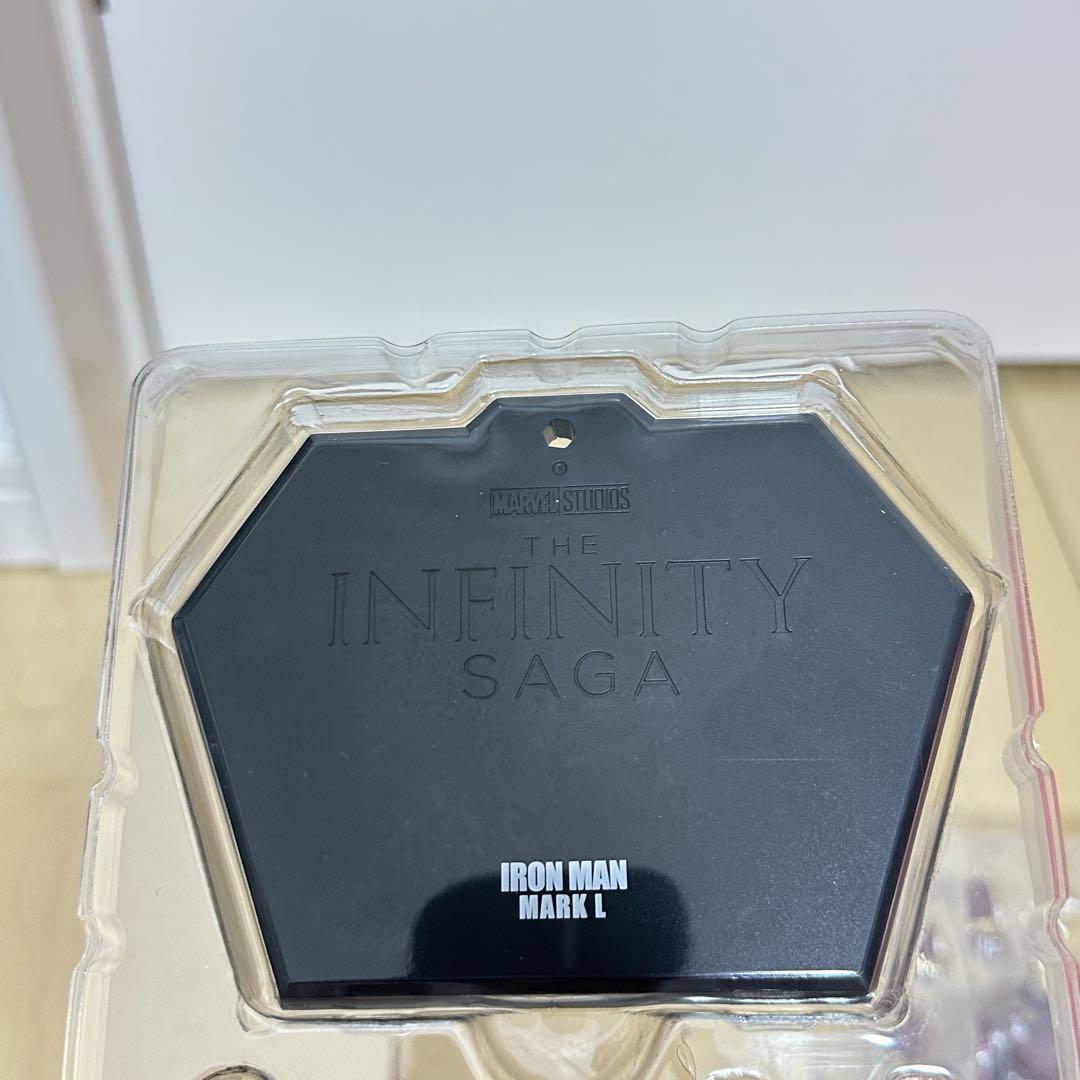 MARVEL STUDIOS
THE
INFINITY
SAGA
IRON MAN
MARK L